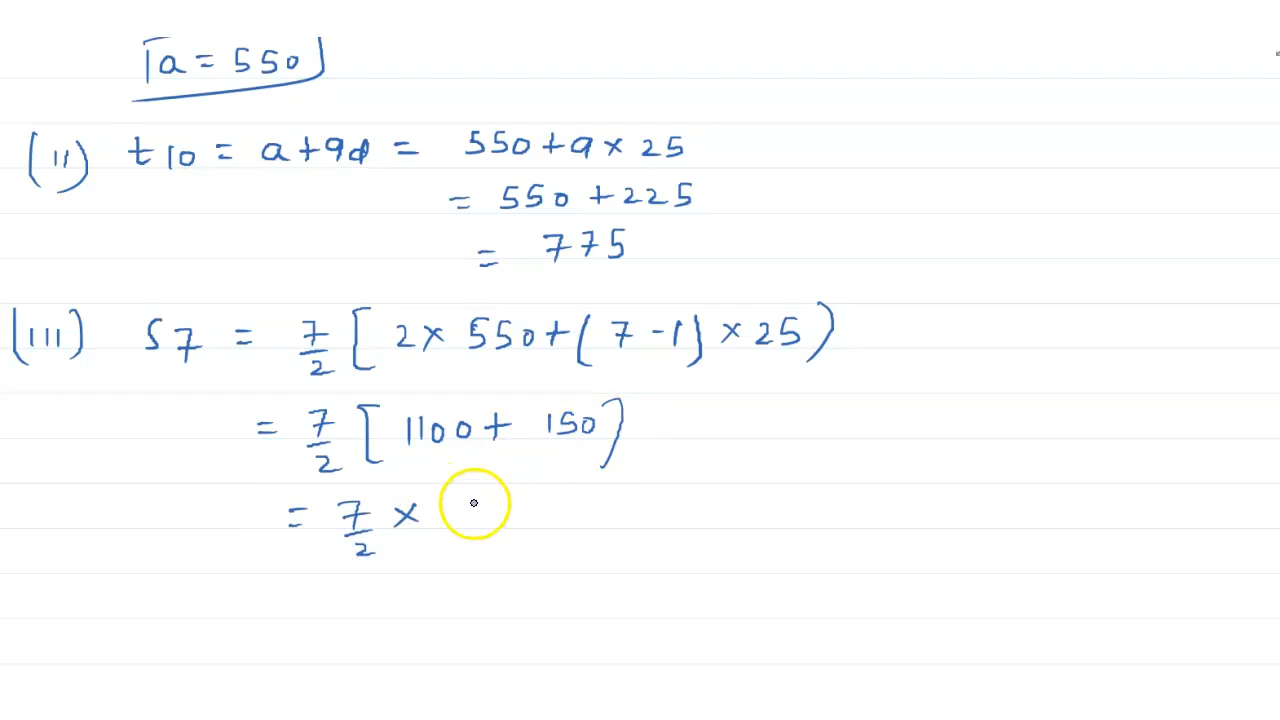 a = 550
(ii) t10 = a+9d = 550+9×25
= 550+225
= 775
(iii) S7 = 7/2 [2×550+(7-1)×25)
= 7/2 [1100+150)
= 7/2 ×